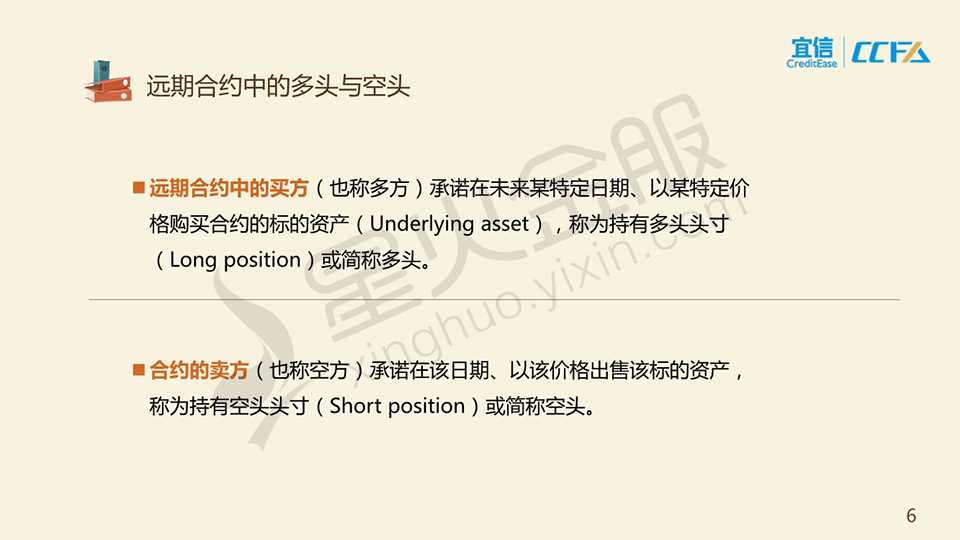 宜信
CreditEase
CCFA
远期合约中的多头与空头
远期合约中的买方（也称多方）承诺在未来某特定日期、以某特定价
格购买合约的标的资产（Underlying asset），称为持有多头头寸
（Long position）或简称多头。
合约的卖方（也称空方）承诺在该日期、以该价格出售该标的资产，
称为持有空头头寸（Short position）或简称空头。
星火金服
xinghuo.yixin.com
6